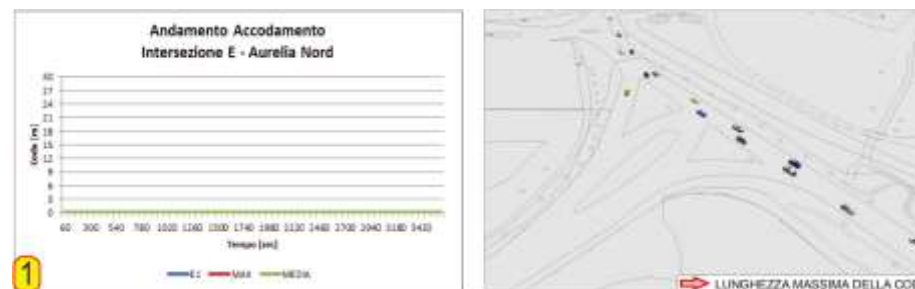 Andamento Accodamento
Intersezione E - Aurelia Nord
30
27
24
21
18
15
12
9
6
3
0
Coda [m]
60 300 540 780 1020 1260 1500 1740 1980 2220 2460 2700 2940 3180 3420
Tempo [sec]
E1 MAX MEDIA
1
LUNGHEZZA MASSIMA DELLA COD